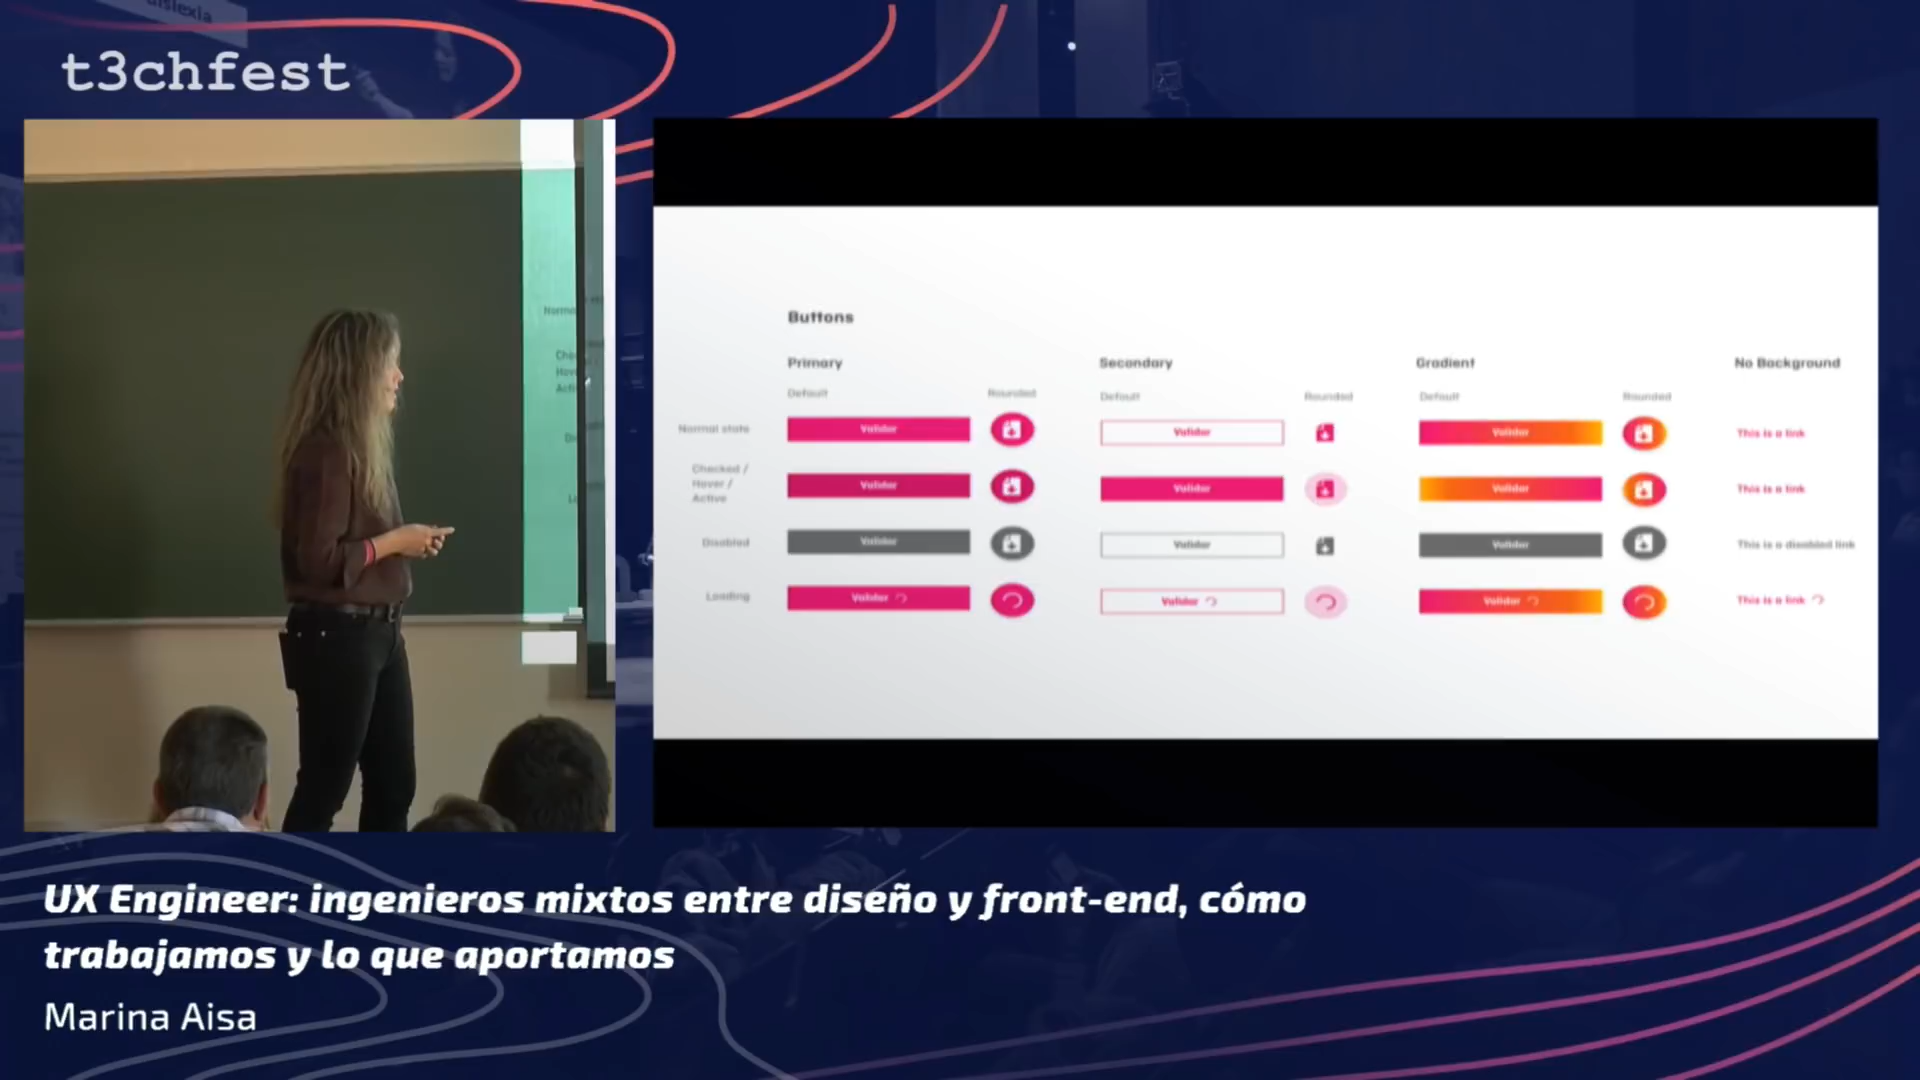 dislexia
t3chfest
Buttons
Primary
Secondary
Gradient
No Background
Default
Rounded
Default
Rounded
Default
Rounded
Normal state
Validar
Validar
Validar
This is a link
Checked /
Hover /
Active
Validar
Validar
Validar
This is a link
Disabled
Validar
Validar
Validar
This is a disabled link
Loading
Validar
Validar
Validar
This is a link
UX Engineer: ingenieros mixtos entre diseño y front-end, cómo
trabajamos y lo que aportamos
Marina Aisa